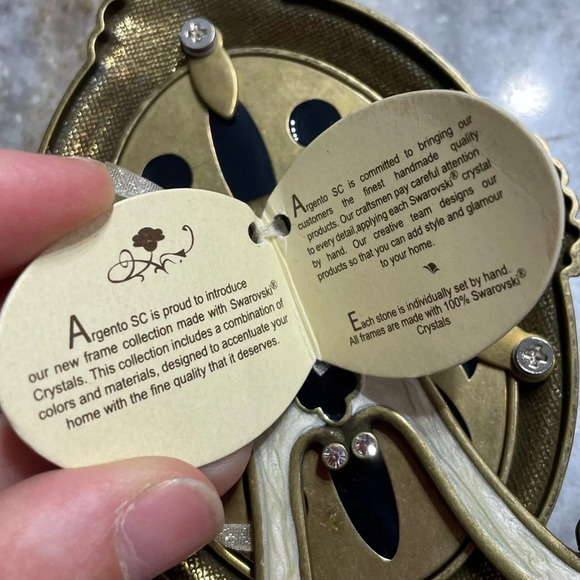 Argento SC is proud to introduce
our new frame collection made with Swarovski®
Crystals. This collection includes a combination of
colors and materials, designed to accentuate your
home with the fine quality that it deserves.
Argento SC is committed to bringing our
customers the finest handmade quality
products. Our craftsmen pay careful attention
to every detail,applying each Swarovski® crystal
by hand. Our creative team designs our
products so that you can add style and glamour
to your home.
Each stone is individually set by hand.
All frames are made with 100% Swarovski®
Crystals